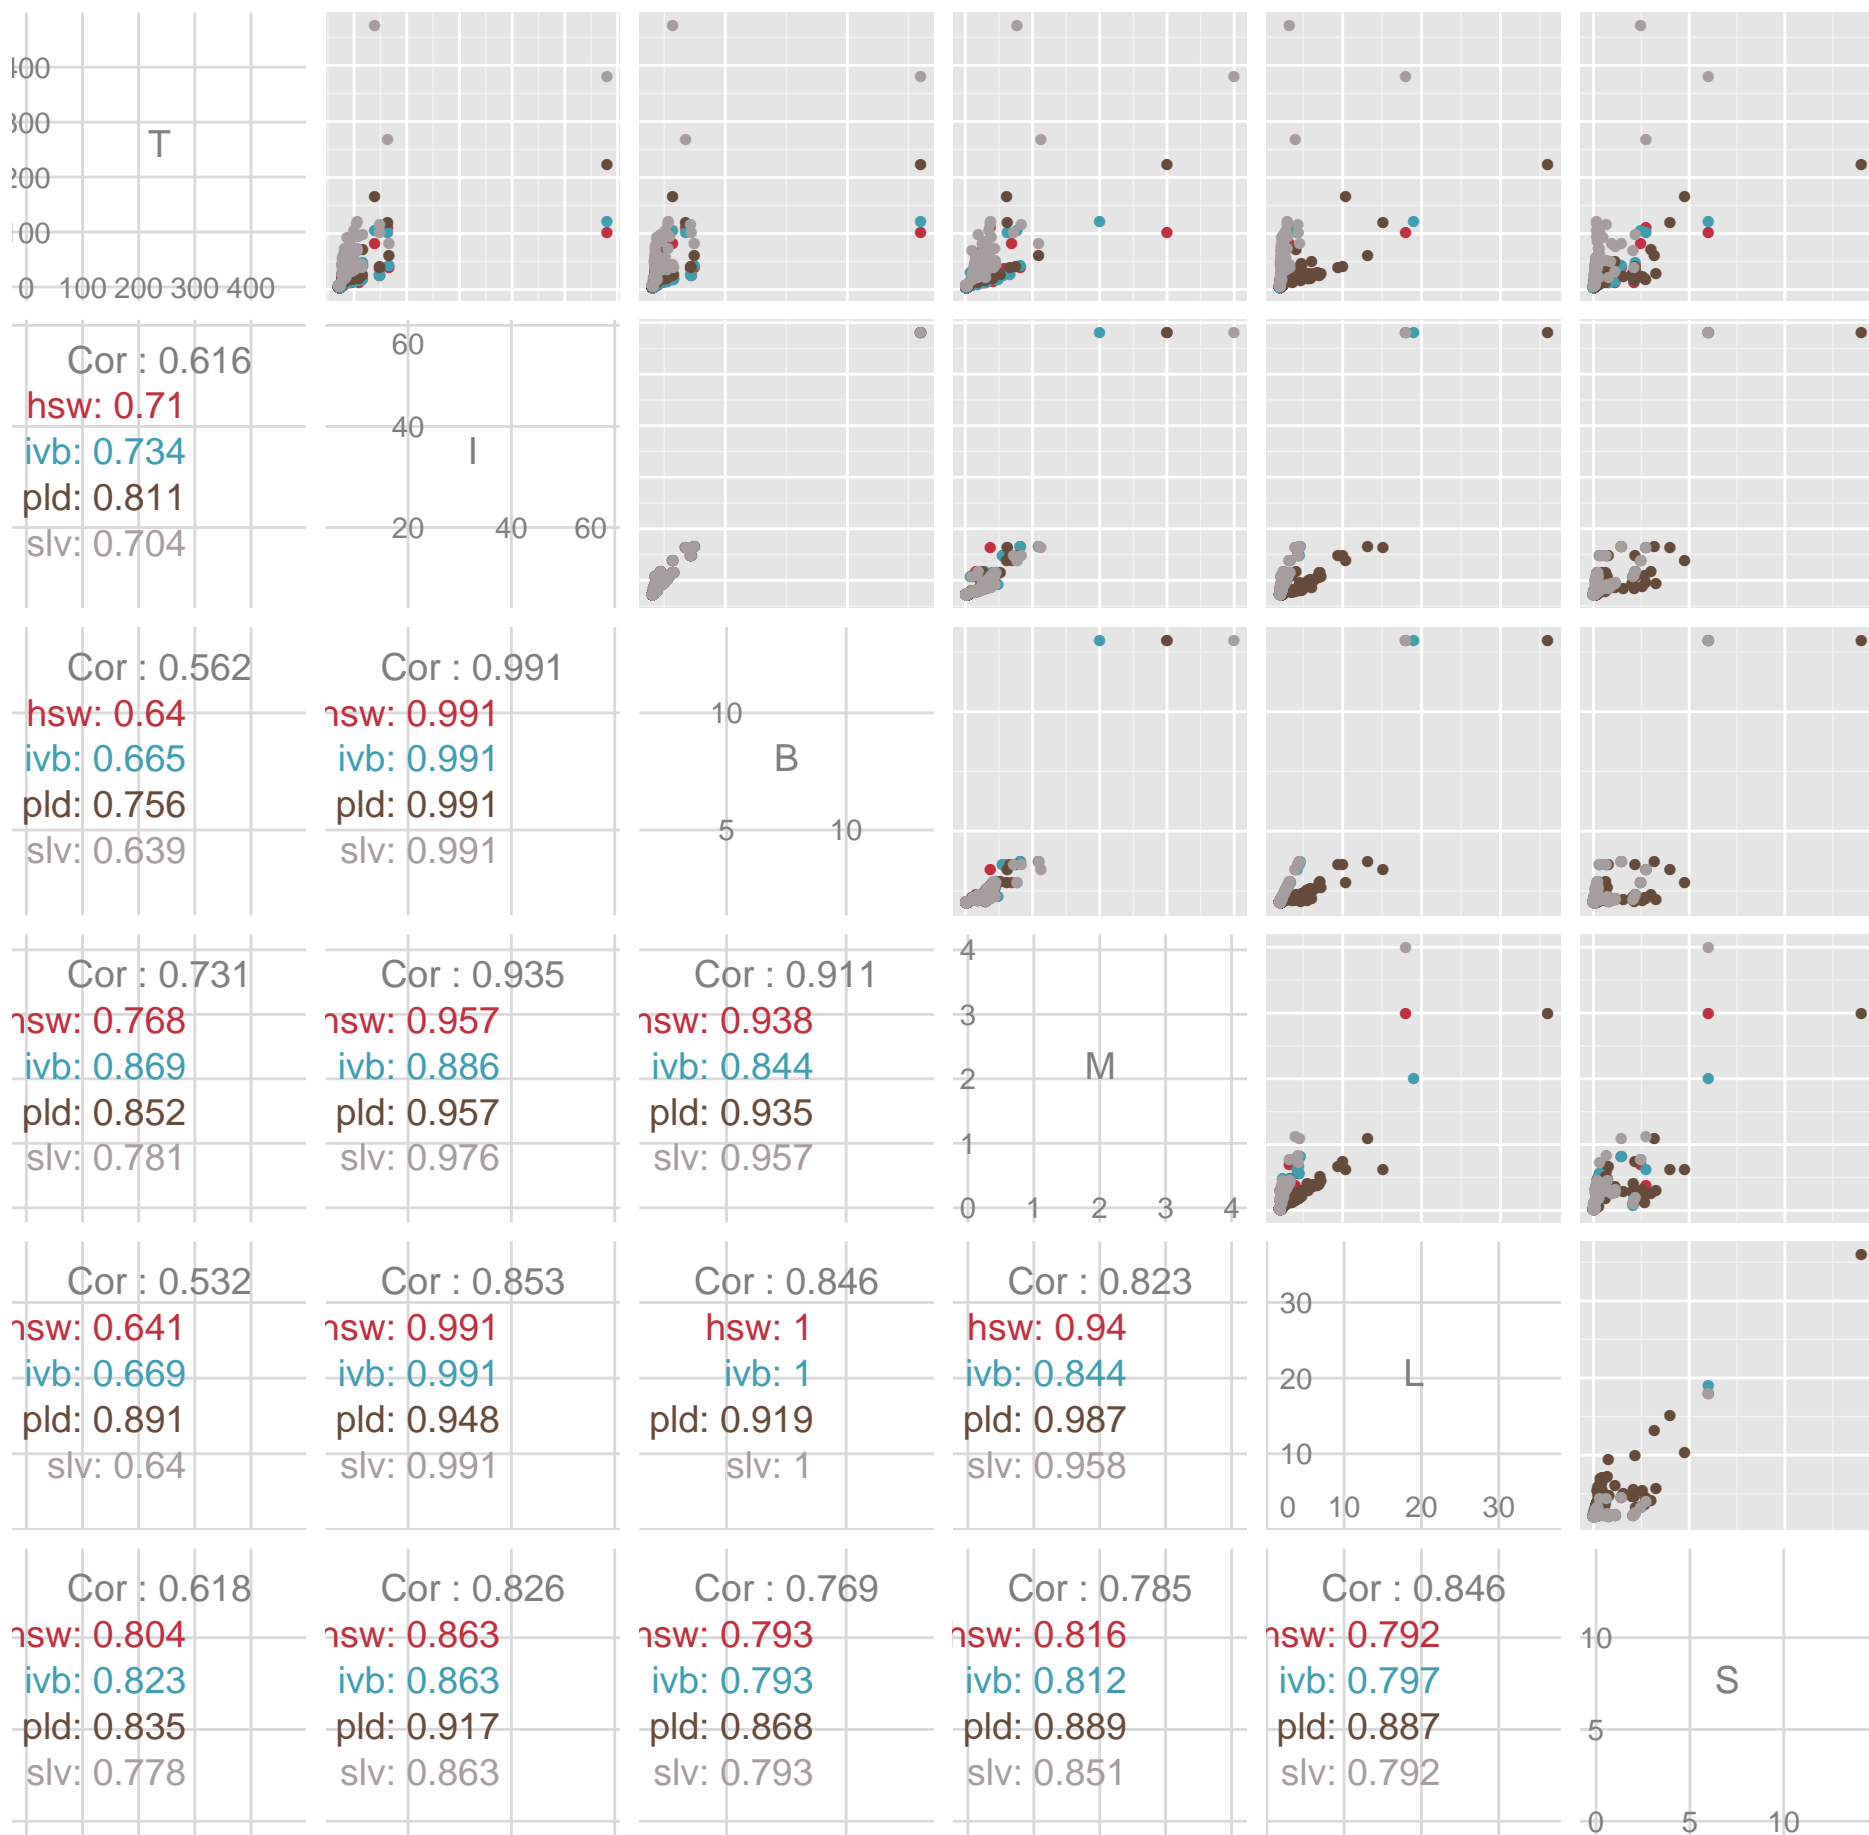 400
300
T
200
100
0 100 200 300 400
Cor : 0.616
hsw: 0.71
ivb: 0.734
pld: 0.811
slv: 0.704
60
40
I
20 40 60
Cor : 0.562
hsw: 0.64
ivb: 0.665
pld: 0.756
slv: 0.639
Cor : 0.991
hsw: 0.991
ivb: 0.991
pld: 0.991
slv: 0.991
10
B
5 10
Cor : 0.731
hsw: 0.768
ivb: 0.869
pld: 0.852
slv: 0.781
Cor : 0.935
hsw: 0.957
ivb: 0.886
pld: 0.957
slv: 0.976
Cor : 0.911
hsw: 0.938
ivb: 0.844
pld: 0.935
slv: 0.957
4
3
M
2
1
0 1 2 3 4
Cor : 0.532
hsw: 0.641
ivb: 0.669
pld: 0.891
slv: 0.64
Cor : 0.853
hsw: 0.991
ivb: 0.991
pld: 0.948
slv: 0.991
Cor : 0.846
hsw: 1
ivb: 1
pld: 0.919
slv: 1
Cor : 0.823
hsw: 0.94
ivb: 0.844
pld: 0.987
slv: 0.958
30
20
L
10
0 10 20 30
Cor : 0.618
hsw: 0.804
ivb: 0.823
pld: 0.835
slv: 0.778
Cor : 0.826
hsw: 0.863
ivb: 0.863
pld: 0.917
slv: 0.863
Cor : 0.769
hsw: 0.793
ivb: 0.793
pld: 0.868
slv: 0.793
Cor : 0.785
hsw: 0.816
ivb: 0.812
pld: 0.889
slv: 0.851
Cor : 0.846
hsw: 0.792
ivb: 0.797
pld: 0.887
slv: 0.792
10
S
5
0 5 10